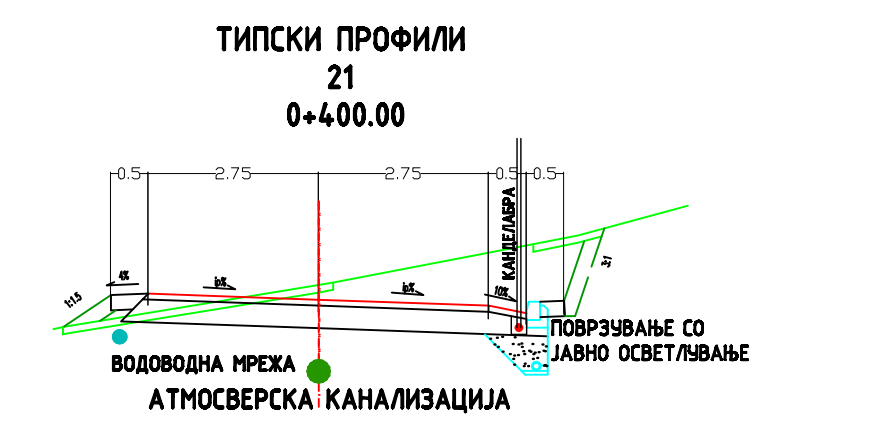 ТИПСКИ ПРОФИЛИ
21
0+400.00
0.5 2.75 2.75 0.5 0.5
КАНДЕЛАБРА
3:1
4%
ip%
ip%
10%
1:1.5
ПОВРЗУВАЊЕ СО
ЈАВНО ОСВЕТЛУВАЊЕ
ВОДОВОДНА МРЕЖА
АТМОСВЕРСКА КАНАЛИЗАЦИЈА